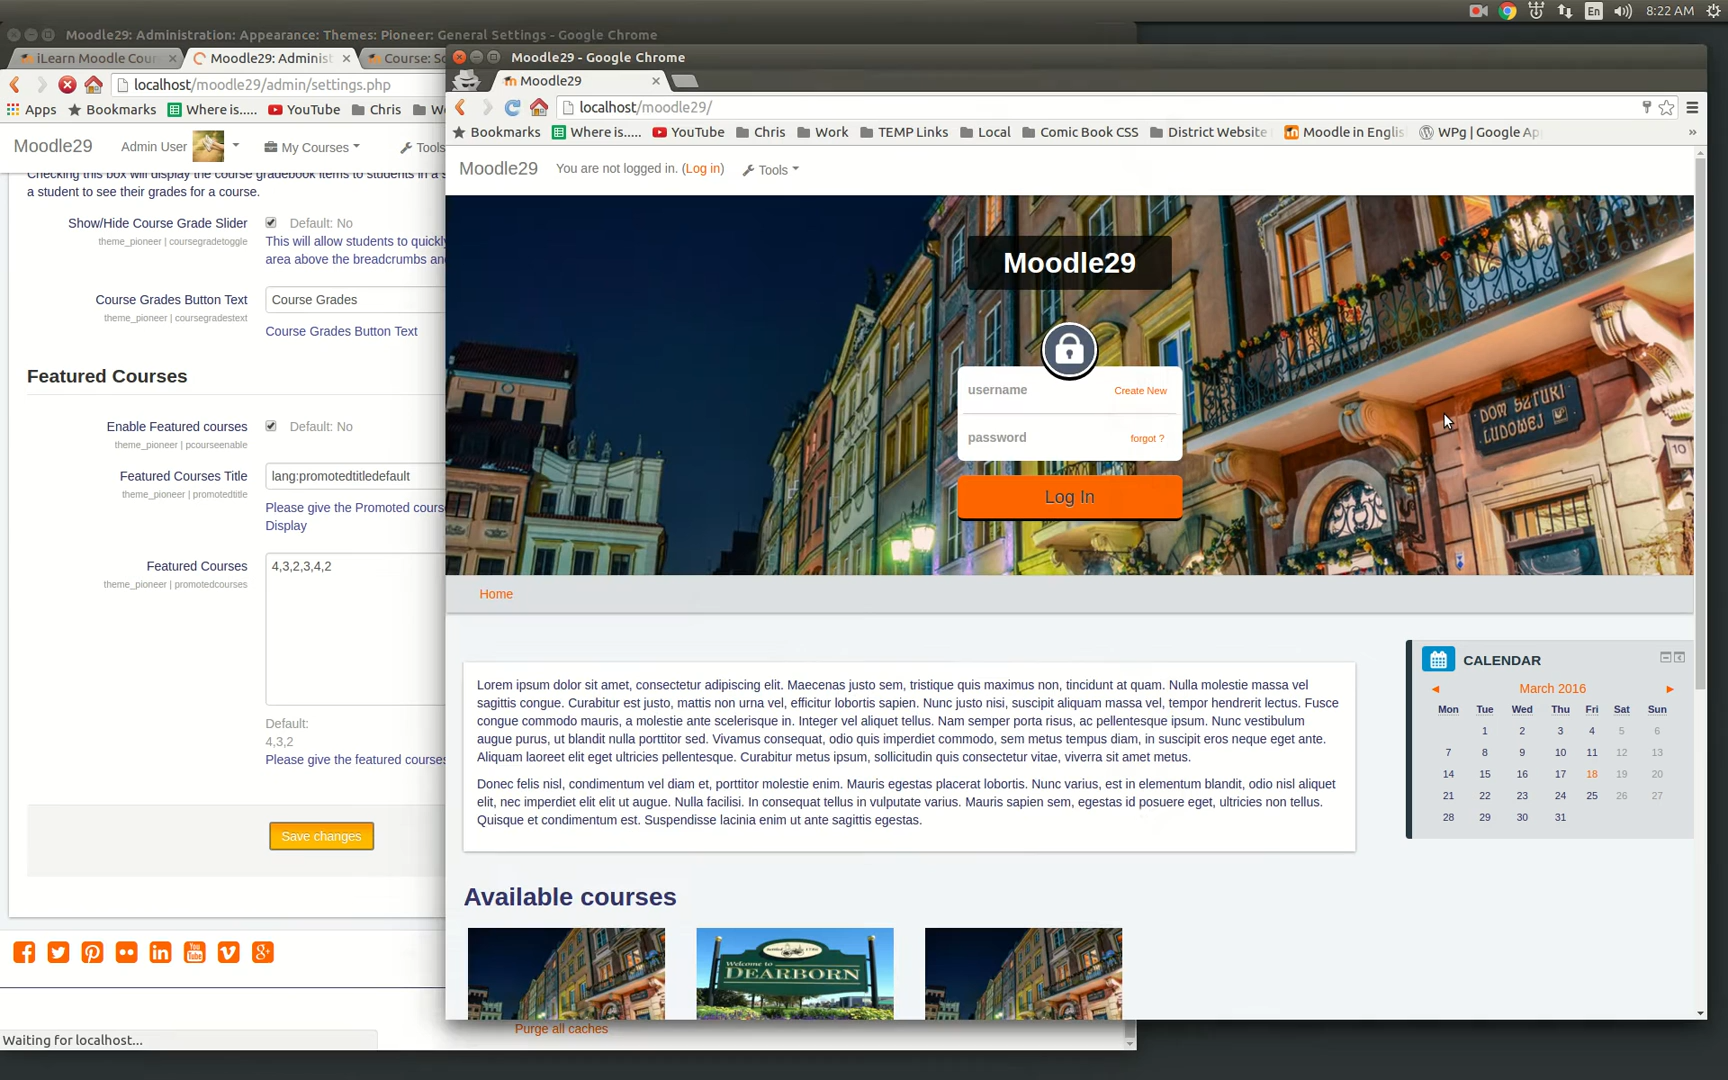 En
8:22 AM
Moodle29: Administration: Appearance: Themes: Pioneer: General Settings - Google Chrome
iLearn Moodle Cour
Moodle29: Administ
Course: So
localhost/moodle29/admin/settings.php
Apps
Bookmarks
Where is.....
YouTube
Chris
Moodle29
Admin User
My Courses
Tools
a student to see their grades for a course.
Show/Hide Course Grade Slider
theme_pioneer | coursegradetoggle
Default: No
This will allow students to quickly
area above the breadcrumbs and
Course Grades Button Text
theme_pioneer | coursegradestext
Course Grades
Course Grades Button Text
Featured Courses
Enable Featured courses
theme_pioneer | pcourseenable
Default: No
Featured Courses Title
theme_pioneer | promotedtitle
lang:promotedtitledefault
Please give the Promoted cours
Display
Featured Courses
theme_pioneer | promotedcourses
4,3,2,3,4,2
Default:
4,3,2
Please give the featured courses
Save changes
Waiting for localhost...
Purge all caches
Moodle29 - Google Chrome
Moodle29
localhost/moodle29/
Bookmarks
Where is.....
YouTube
Chris
Work
TEMP Links
Local
Comic Book CSS
District Website
Moodle in Englis
WPg | Google Ap
»
Moodle29
You are not logged in. (Log in)
Tools
Moodle29
username
Create New
password
forgot ?
Log In
DOM SZTUKI
LUDOWEJ
10
Home
Lorem ipsum dolor sit amet, consectetur adipiscing elit. Maecenas justo sem, tristique quis maximus non, tincidunt at quam. Nulla molestie massa vel
sagittis congue. Curabitur est justo, mattis non urna vel, efficitur lobortis sapien. Nunc justo nisi, suscipit aliquam massa vel, tempor hendrerit lectus. Fusce
congue commodo mauris, a molestie ante scelerisque in. Integer vel aliquet tellus. Nam semper porta risus, ac pellentesque ipsum. Nunc vestibulum
augue purus, ut blandit nulla porttitor sed. Vivamus consequat, odio quis imperdiet commodo, sem metus tempus diam, in suscipit eros neque eget ante.
Aliquam laoreet elit eget ultricies pellentesque. Curabitur metus ipsum, sollicitudin quis consectetur vitae, viverra sit amet metus.
Donec felis nisl, condimentum vel diam et, porttitor molestie enim. Mauris egestas placerat lobortis. Nunc varius, est in elementum blandit, odio nisl aliquet
elit, nec imperdiet elit elit ut augue. Nulla facilisi. In consequat tellus in vulputate varius. Mauris sapien sem, egestas id posuere eget, ultricies non tellus.
Quisque et condimentum est. Suspendisse lacinia enim ut ante sagittis egestas.
CALENDAR
March 2016
Mon Tue Wed Thu Fri Sat Sun
1 2 3 4 5 6
7 8 9 10 11 12 13
14 15 16 17 18 19 20
21 22 23 24 25 26 27
28 29 30 31
Available courses
Welcome to
DEARBORN